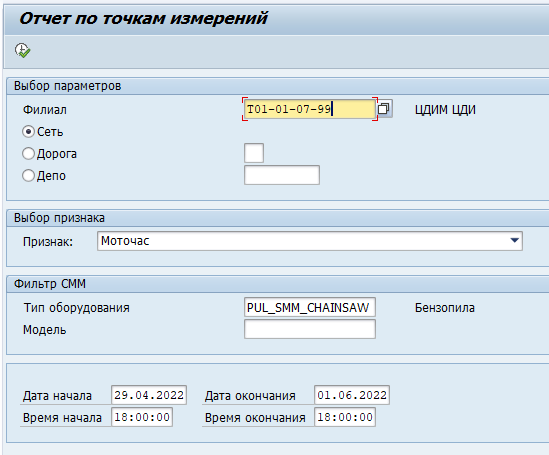 Отчет по точкам измерений
Выбор параметров
Филиал T01-01-07-99 ЦДИМ ЦДИ
Сеть
Дорога
Депо
Выбор признака
Признак: Моточас
Фильтр СММ
Тип оборудования PUL_SMM_CHAINSAW Бензопила
Модель
Дата начала 29.04.2022 Дата окончания 01.06.2022
Время начала 18:00:00 Время окончания 18:00:00